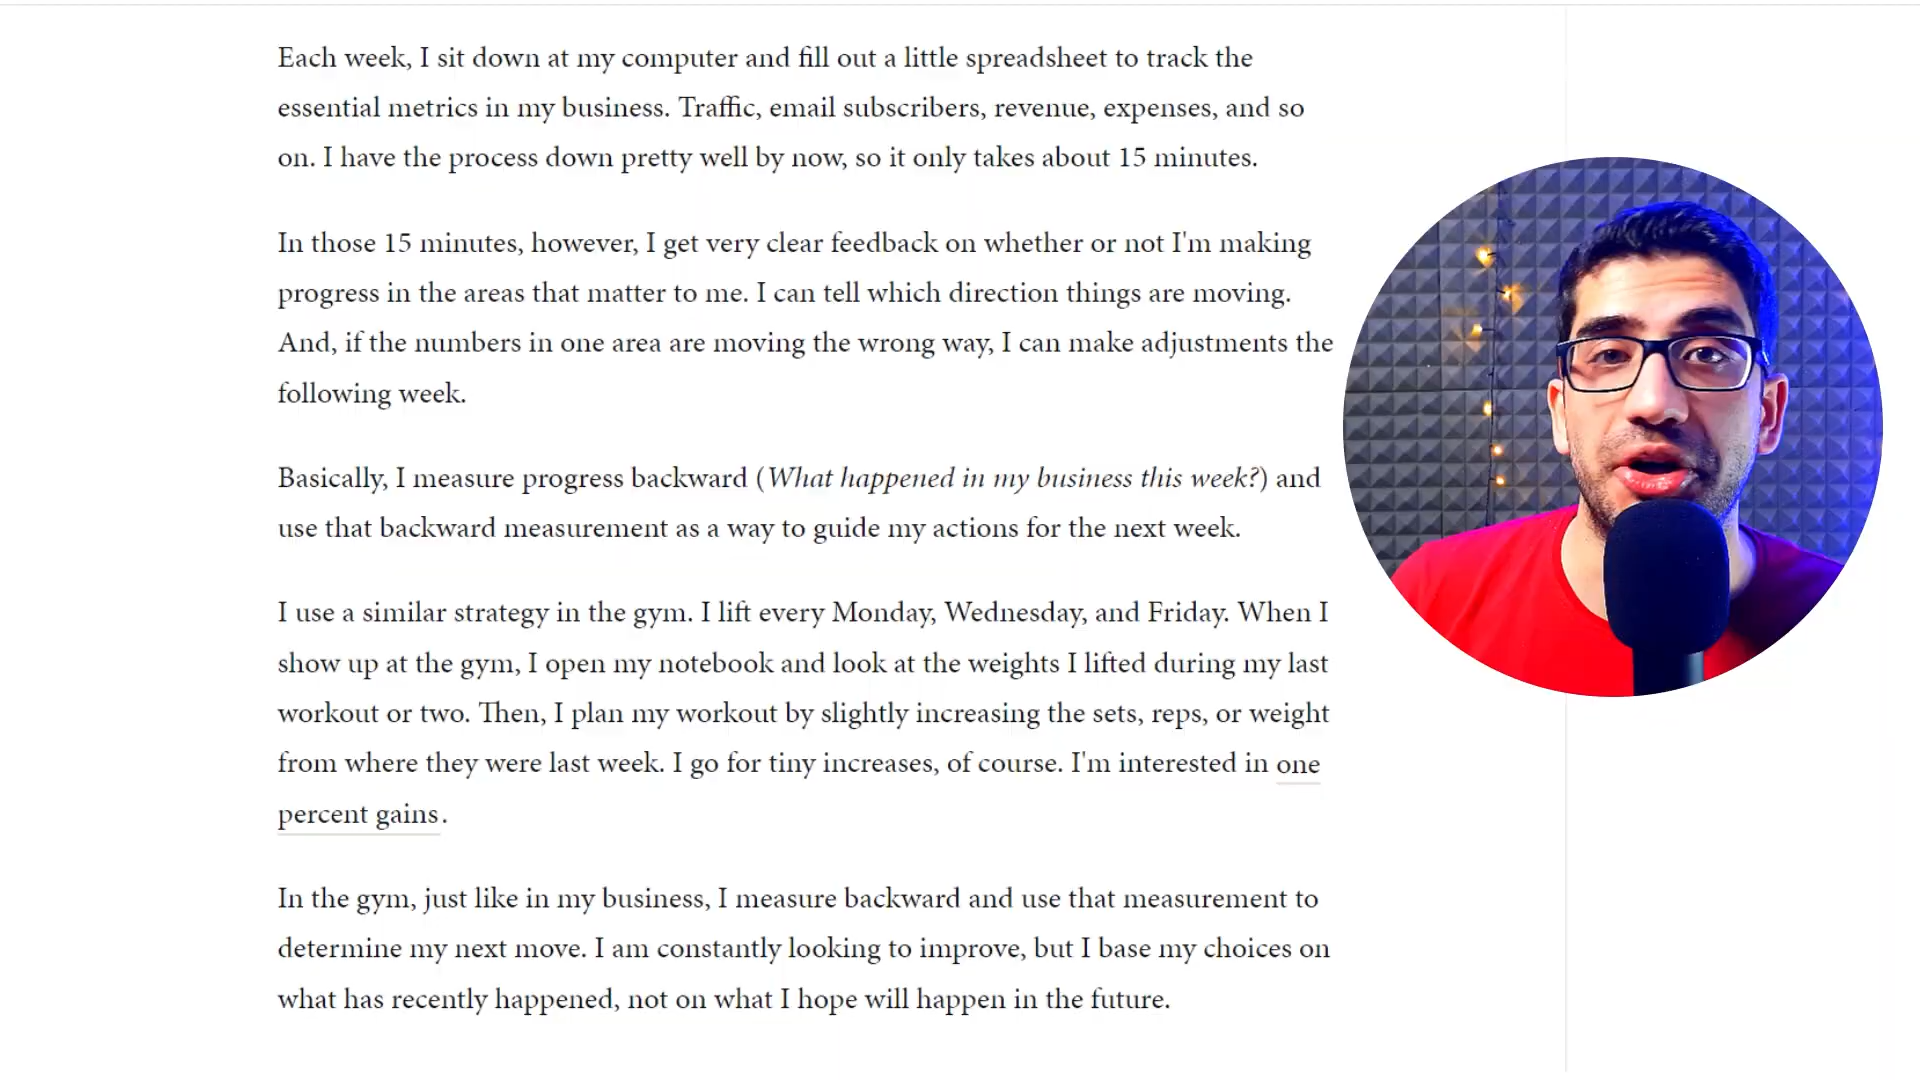 Each week, I sit down at my computer and fill out a little spreadsheet to track the
essential metrics in my business. Traffic, email subscribers, revenue, expenses, and so
on. I have the process down pretty well by now, so it only takes about 15 minutes.
In those 15 minutes, however, I get very clear feedback on whether or not I'm making
progress in the areas that matter to me. I can tell which direction things are moving.
And, if the numbers in one area are moving the wrong way, I can make adjustments the
following week.
Basically, I measure progress backward (What happened in my business this week?) and
use that backward measurement as a way to guide my actions for the next week.
I use a similar strategy in the gym. I lift every Monday, Wednesday, and Friday. When I
show up at the gym, I open my notebook and look at the weights I lifted during my last
workout or two. Then, I plan my workout by slightly increasing the sets, reps, or weight
from where they were last week. I go for tiny increases, of course. I'm interested in one
percent gains.
In the gym, just like in my business, I measure backward and use that measurement to
determine my next move. I am constantly looking to improve, but I base my choices on
what has recently happened, not on what I hope will happen in the future.